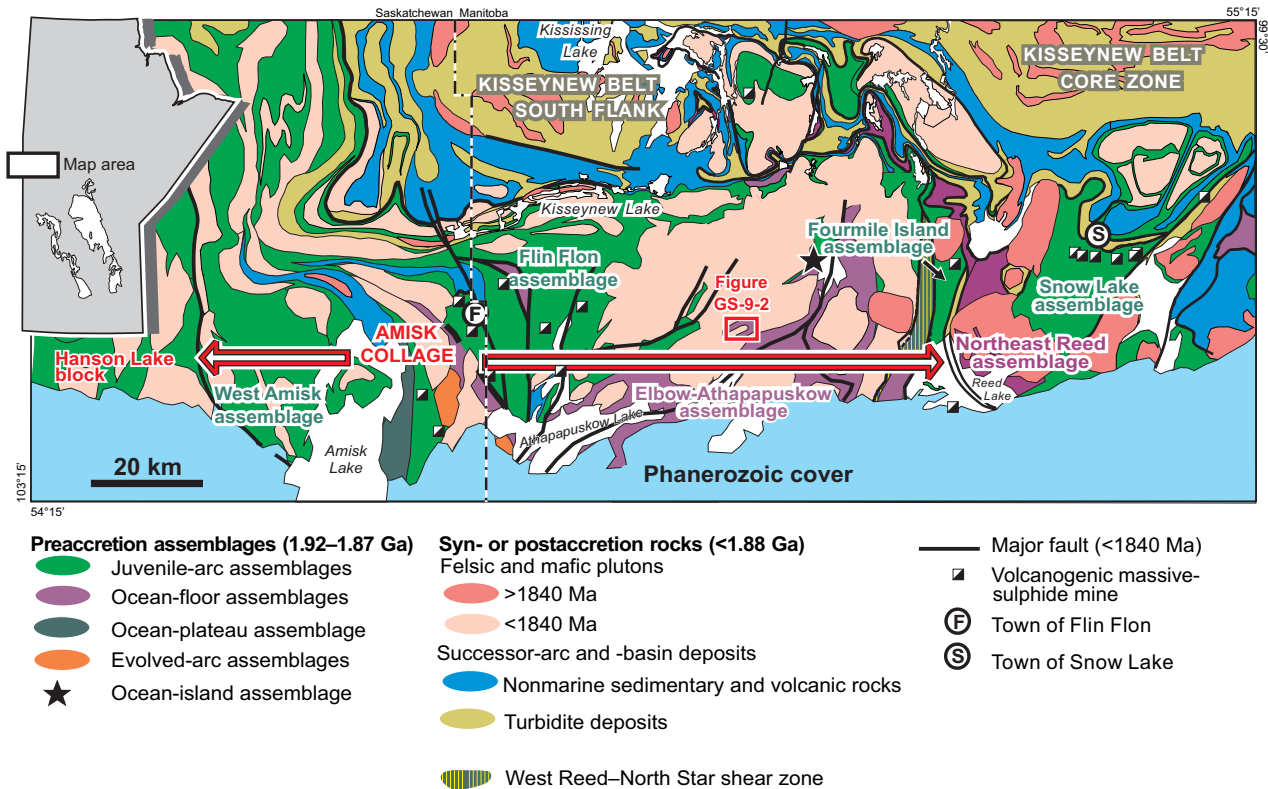 Saskatchewan Manitoba
55°15'
99°30'
Kississing
Lake
KISSEYNEW BELT
SOUTH FLANK
KISSEYNEW BELT
CORE ZONE
Map area
Kisseynew Lake
Fourmile Island
assemblage
Flin Flon
assemblage
S
Figure
GS-9-2
Snow Lake
assemblage
F
AMISK
COLLAGE
Hanson Lake
block
Northeast Reed
assemblage
West Amisk
assemblage
Elbow-Athapapuskow
assemblage
Reed
Lake
Athapapuskow Lake
Amisk
Lake
20 km
Phanerozoic cover
103°15'
54°15'
Preaccretion assemblages (1.92–1.87 Ga)
Juvenile-arc assemblages
Ocean-floor assemblages
Ocean-plateau assemblage
Evolved-arc assemblages
Ocean-island assemblage
Syn- or postaccretion rocks (<1.88 Ga)
Felsic and mafic plutons
>1840 Ma
<1840 Ma
Successor-arc and -basin deposits
Nonmarine sedimentary and volcanic rocks
Turbidite deposits
West Reed–North Star shear zone
Major fault (<1840 Ma)
Volcanogenic massive-
sulphide mine
F Town of Flin Flon
S Town of Snow Lake